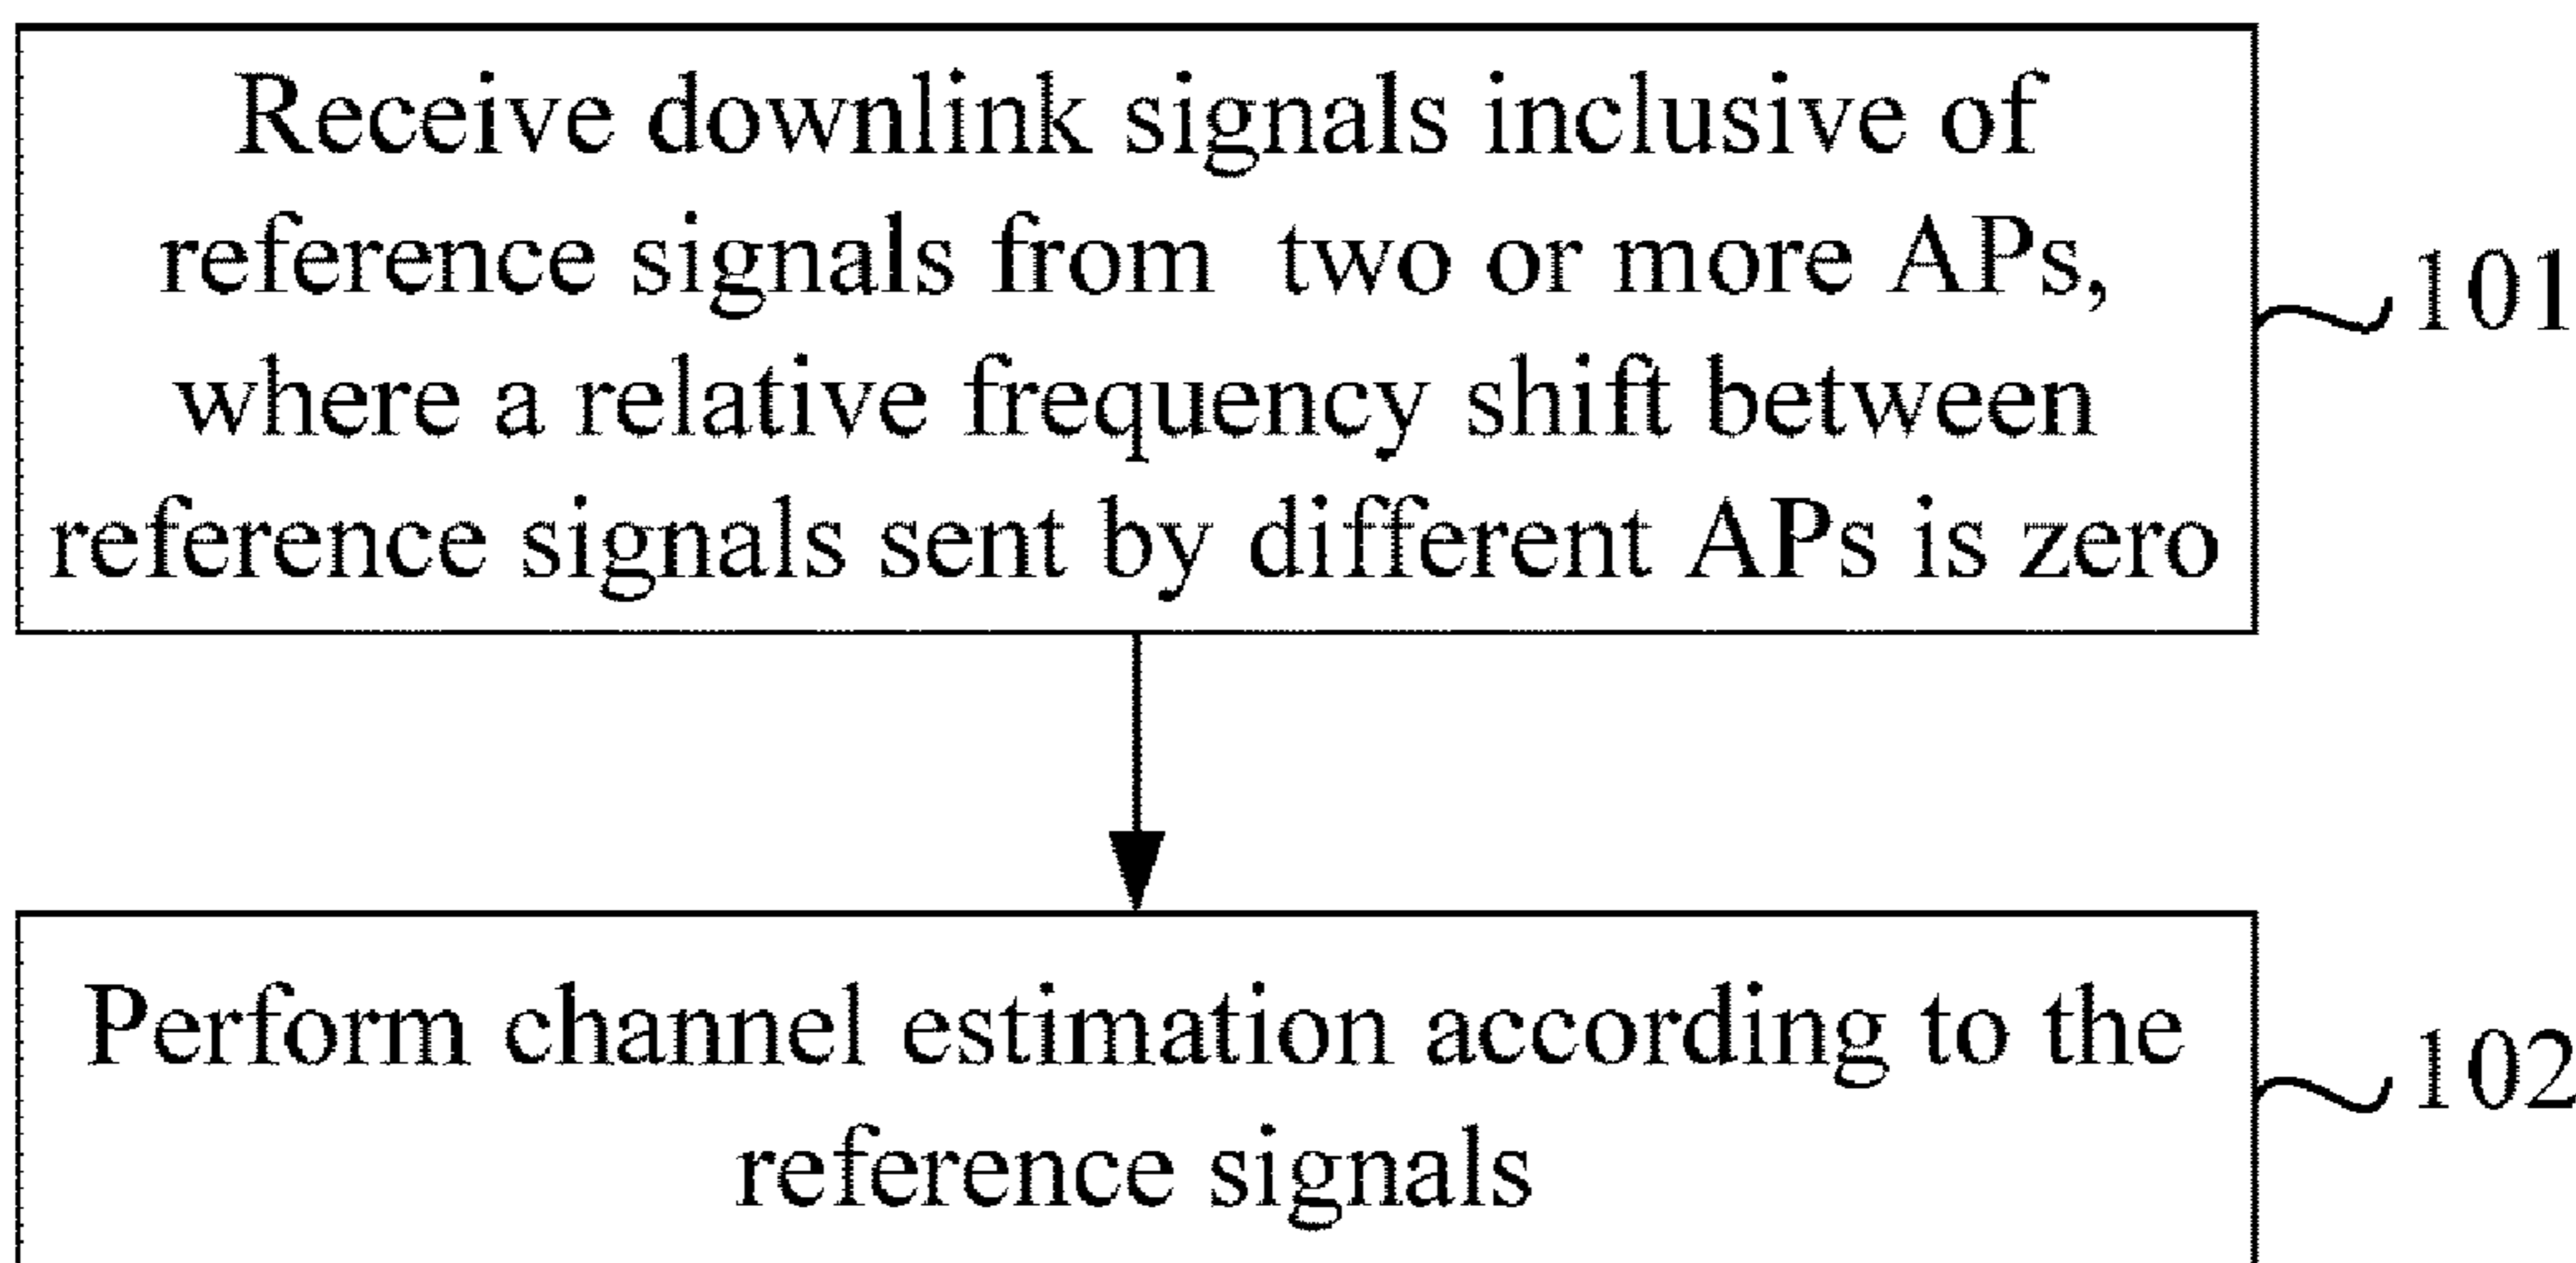 Receive downlink signals inclusive of
reference signals from two or more APs,
where a relative frequency shift between
reference signals sent by different APs is zero
101
Perform channel estimation according to the
reference signals
102